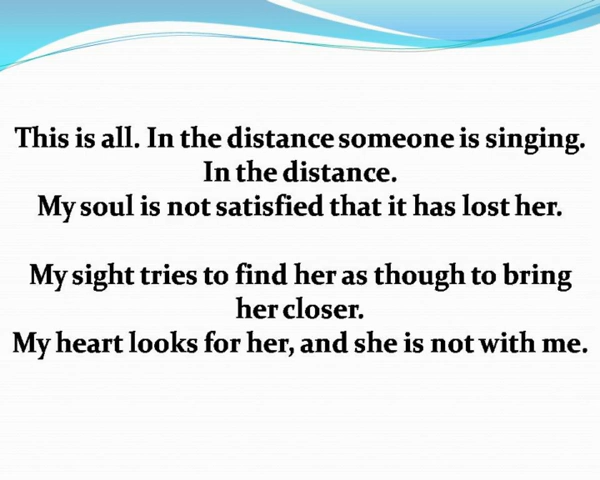 This is all. In the distance someone is singing.
In the distance.
My soul is not satisfied that it has lost her.
My sight tries to find her as though to bring
her closer.
My heart looks for her, and she is not with me.